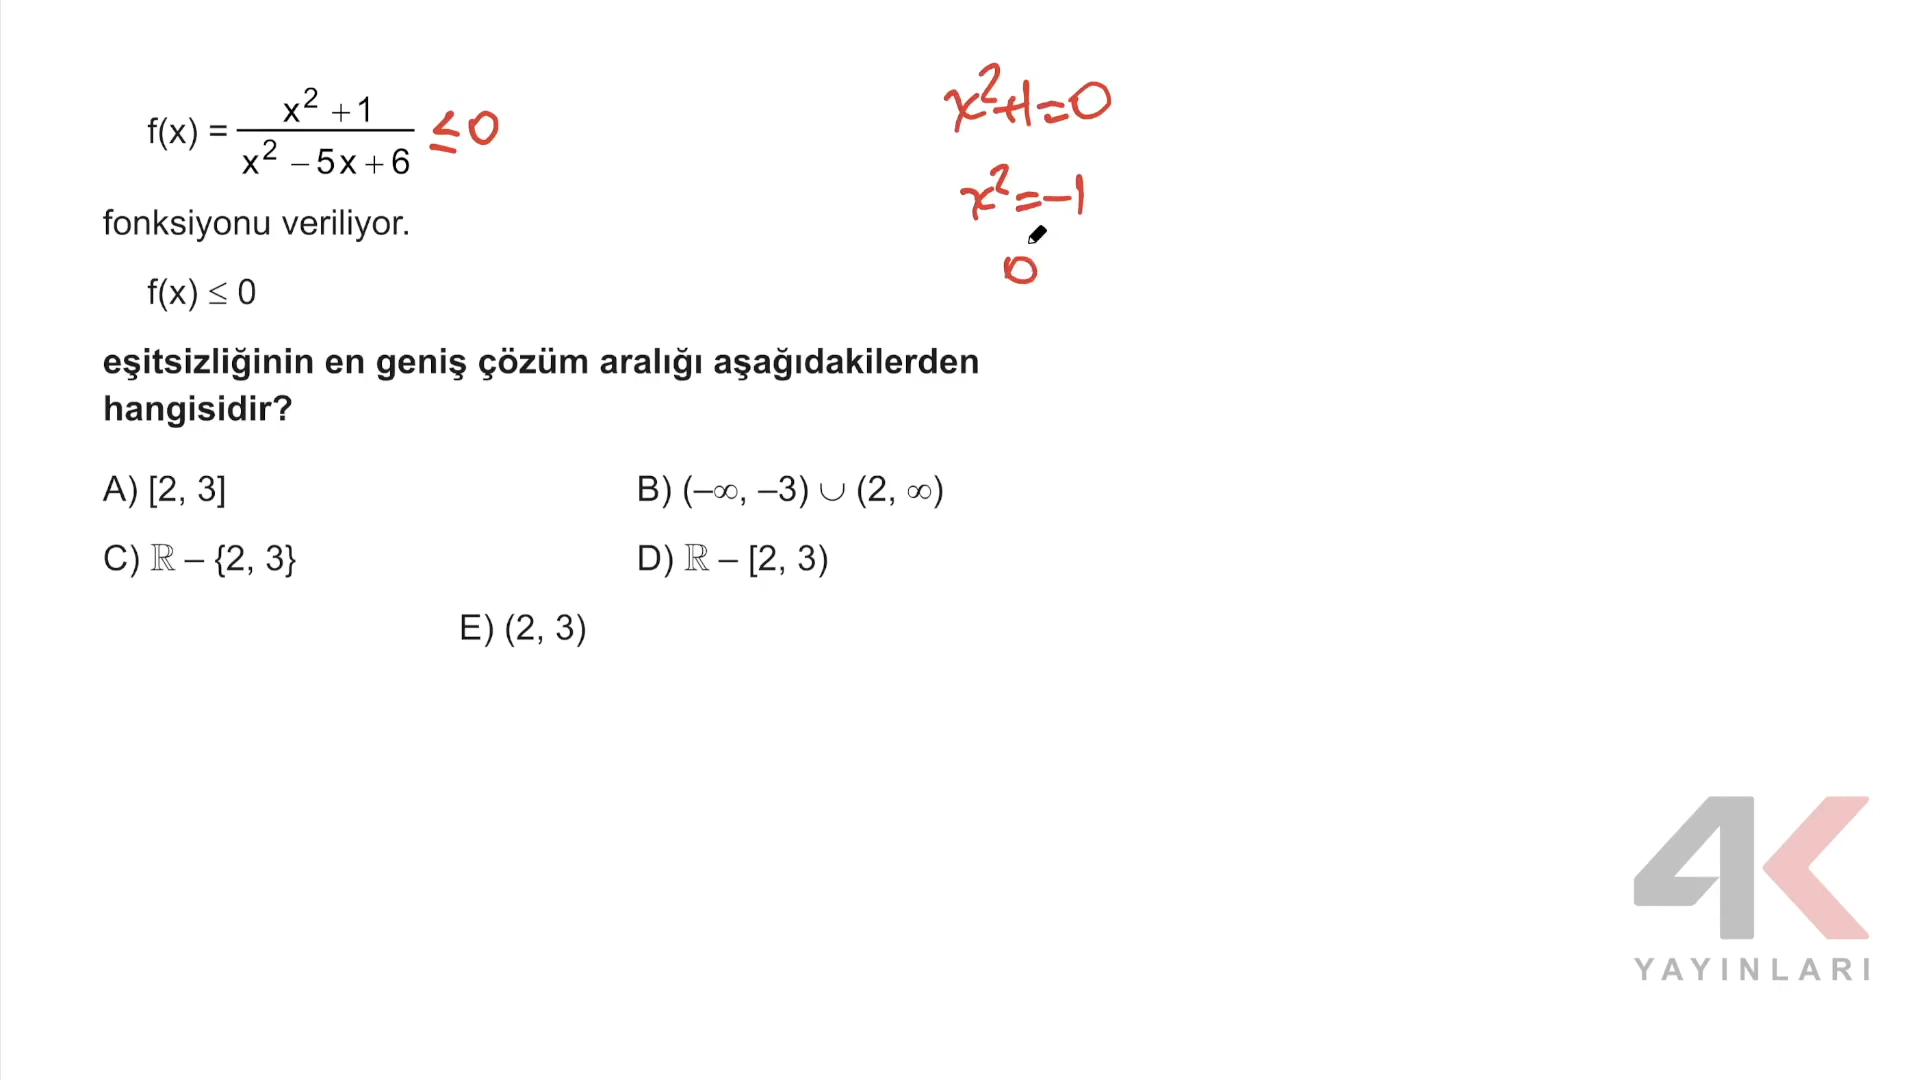 f(x) = x² + 1 / x² – 5x + 6 ≤ 0
fonksiyonu veriliyor.
f(x) ≤ 0
eşitsizliğinin en geniş çözüm aralığı aşağıdakilerden
hangisidir?
A) [2, 3]
B) (–∞, –3) ∪ (2, ∞)
C) ℝ – {2, 3}
D) ℝ – [2, 3)
E) (2, 3)
x²+1=0
x²=-1
0
4K
YAYINLARI